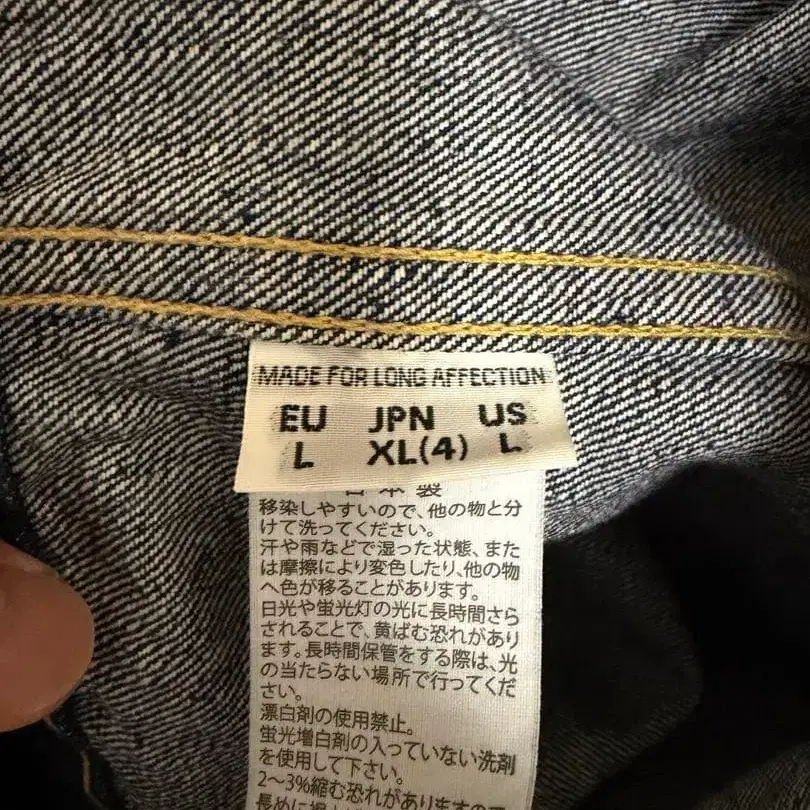 MADE FOR LONG AFFECTION
EU JPN US
L XL(4) L
日本製
移染しやすいので、他の物と分
けて洗ってください。
汗や雨などで湿った状態、また
は摩擦により変色したり、他の物
へ色が移ることがあります。
日光や蛍光灯の光に長時間さら
されることで、黄ばむ恐れがあり
ます。長時間保管をする際は、光
の当たらない場所で行ってくだ
さい。
漂白剤の使用禁止。
蛍光増白剤の入っていない洗剤
を使用して下さい。
2〜3%縮む恐れがありますので
長めに